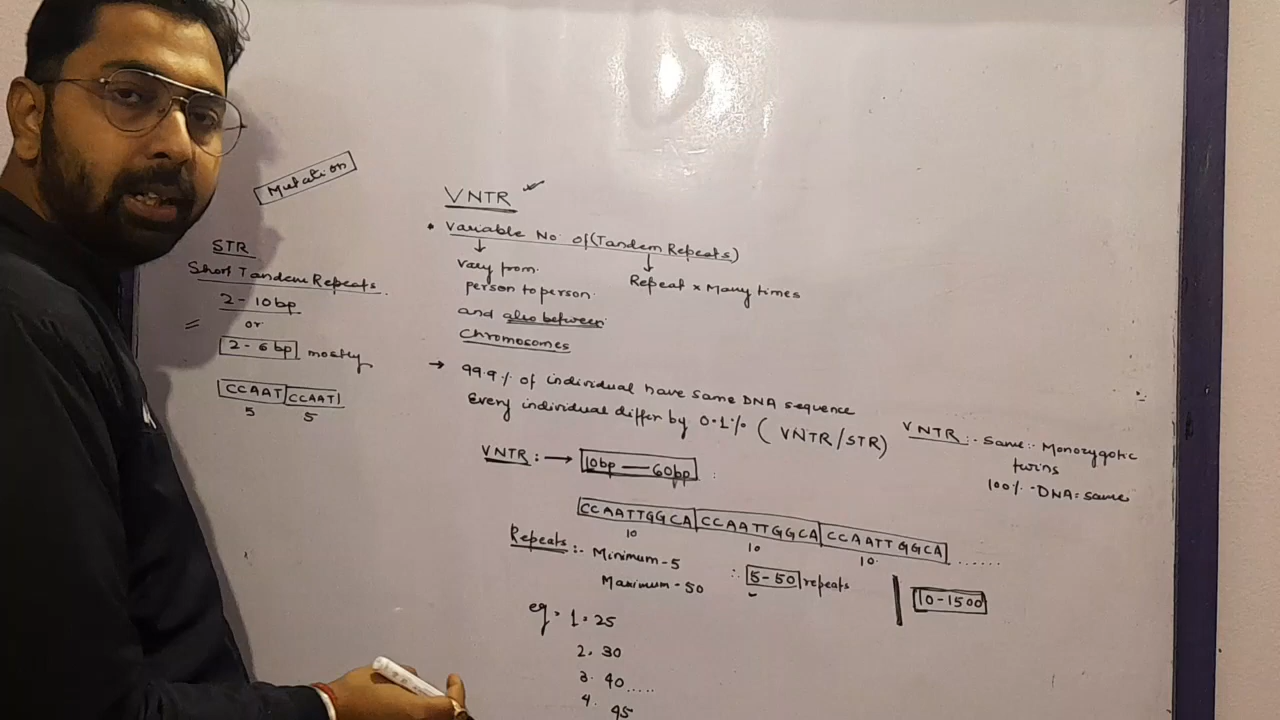 Mutation
STR
Short Tandem Repeats
2 - 10bp
or
= 2 - 6 bp mostly
CCAAT CCAAT
5 5
VNTR
• Variable No. of (Tandem Repeats)
↓ ↓
Vary from Repeat × Many times
person to person
and also between
Chromosomes
→ 99.9% of individual have same DNA sequence
Every individual differ by 0.1% ( VNTR/STR)
VNTR : → 10bp — 60bp :
CCAATTGGCA CCAATTGGCA CCAATTGGCA ......
10 10 10
Repeats :- Minimum - 5
Maximum - 50
∴ 5-50 repeats
10-1500
eg. 1. 25
2. 30
3. 40.....
4. 45
VNTR :- Same :- Monozygotic
twins
100% - DNA = same